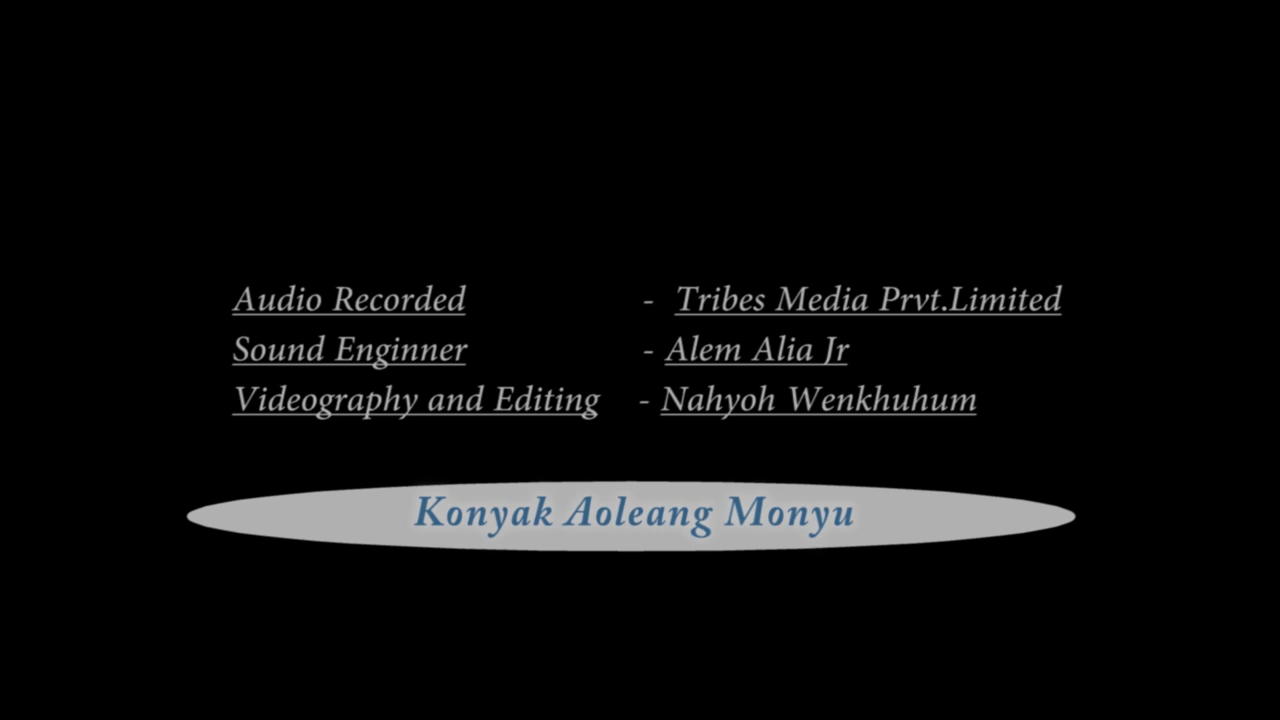 Audio Recorded - Tribes Media Prvt.Limited
Sound Enginner - Alem Alia Jr
Videography and Editing - Nahyoh Wenkhuhum
Konyak Aoleang Monyu